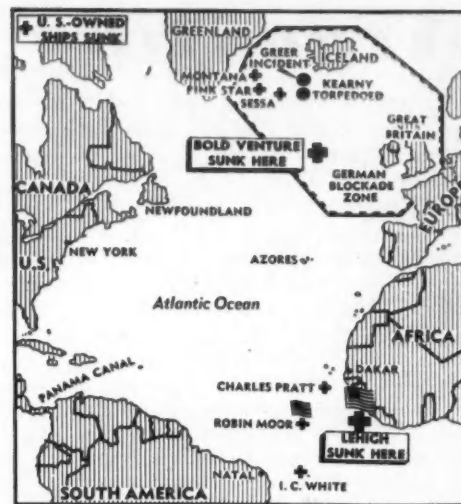 U. S.-OWNED
SHIPS SUNK
GREENLAND
GREER
INCIDENT
ICELAND
MONTANA
PINK STAR
SESSA
KEARNY
TORPEDOED
GREAT
BRITAIN
BOLD VENTURE
SUNK HERE
GERMAN
BLOCKADE
ZONE
EUROPE
CANADA
NEWFOUNDLAND
U.S.
NEW YORK
AZORES
Atlantic Ocean
AFRICA
DAKAR
PANAMA CANAL
CHARLES PRATT
ROBIN MOOR
LEHIGH
SUNK HERE
NATAL
I. C. WHITE
SOUTH AMERICA